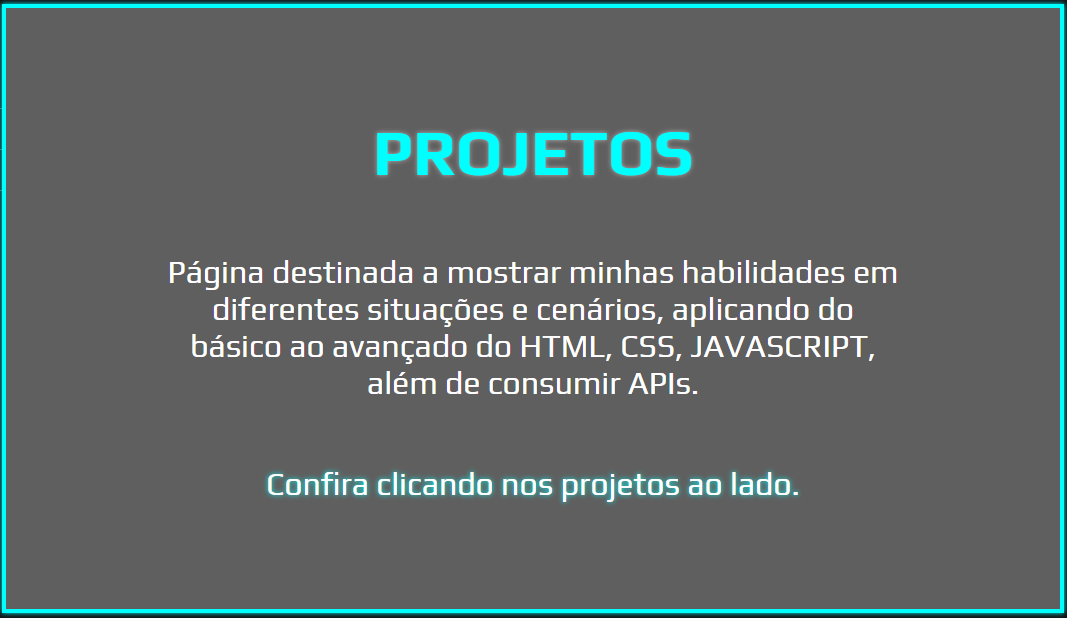 PROJETOS
Página destinada a mostrar minhas habilidades em
diferentes situações e cenários, aplicando do
básico ao avançado do HTML, CSS, JAVASCRIPT,
além de consumir APIs.
Confira clicando nos projetos ao lado.